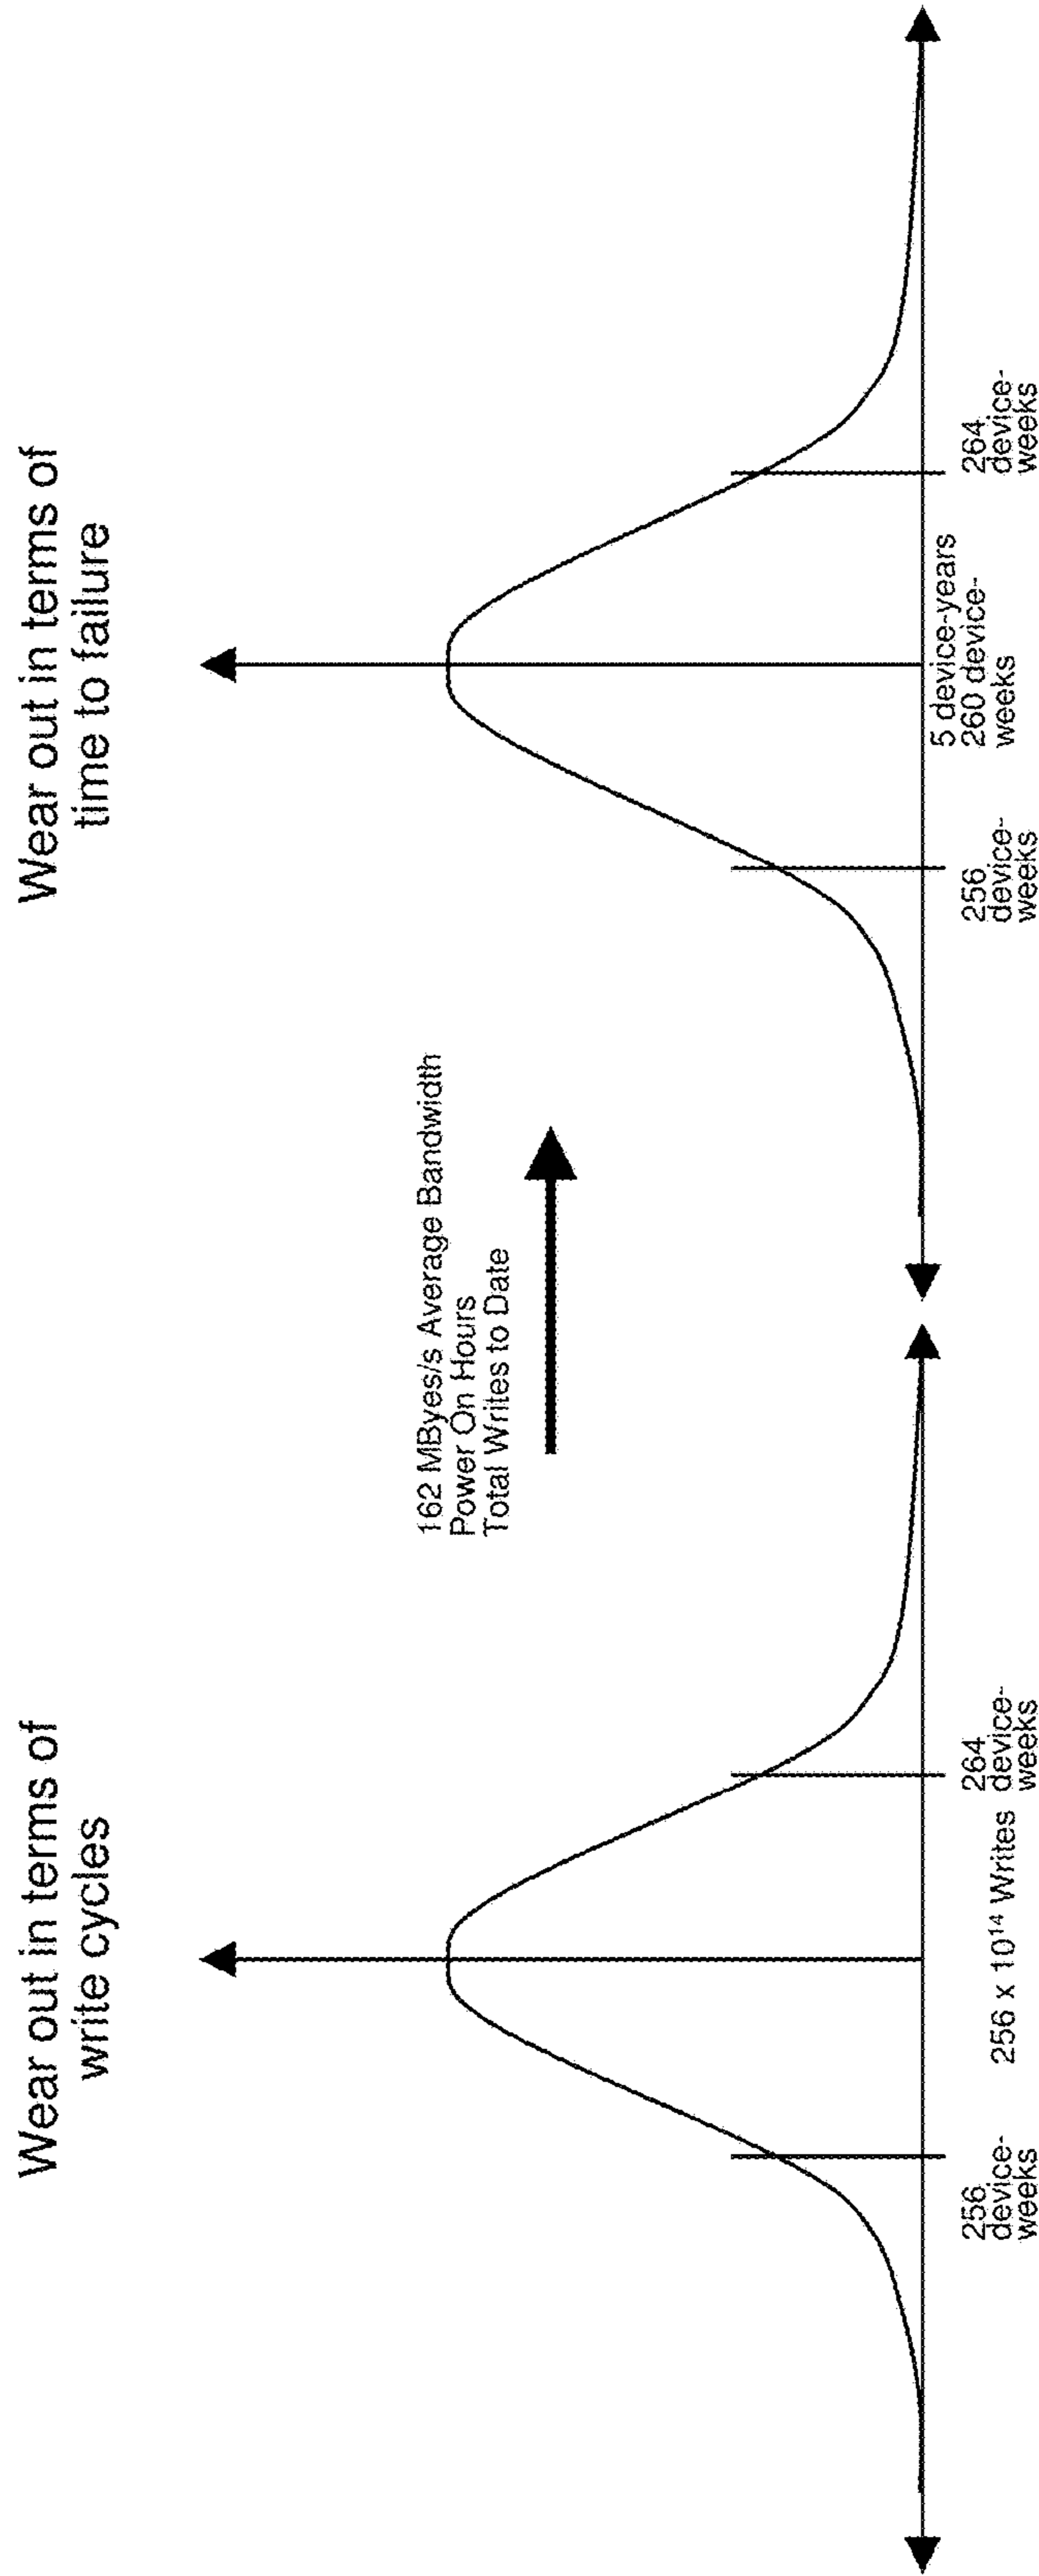 Wear out in terms of
write cycles
256
device-
weeks
256 x 10¹⁴ Writes
264
device-
weeks
162 MByes/s Average Bandwidth
Power On Hours
Total Writes to Date
Wear out in terms of
time to failure
256
device-
weeks
5 device-years
260 device-
weeks
264
device-
weeks